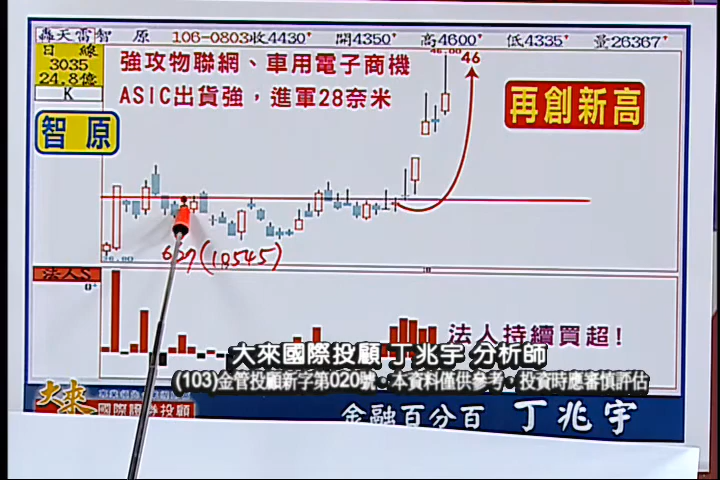 轟天雷智 原 106-0803收4430 開4350 高4600 低4335 量26367
日 線
3035
24.8億
K
強攻物聯網、車用電子商機
ASIC出貨強，進軍28奈米
智 原
46.00
46
再創新高
26.00
6/27(10545)
法人S
0
法人持續買超!
大來國際投顧 丁兆宇 分析師
(103)金管投顧新字第020號‧本資料僅供參考‧投資時應審慎評估
大來
國際證券投顧
金融百分百 丁兆宇